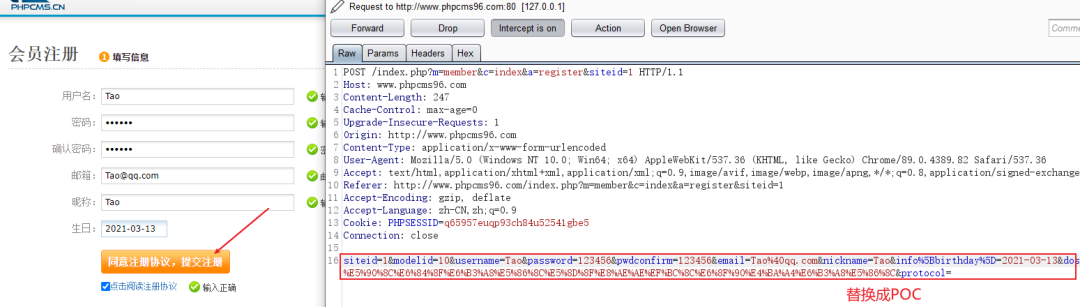 PHPCMS.CN
会员注册 1 填写信息
用户名： Tao
密码： ••••••
确认密码： ••••••
邮箱： Tao@qq.com
昵称： Tao
生日： 2021-03-13
同意注册协议，提交注册
点击阅读注册协议 输入正确
Request to http://www.phpcms96.com:80 [127.0.0.1]
Forward Drop Intercept is on Action Open Browser
Raw Params Headers Hex
1 POST /index.php?m=member&c=index&a=register&siteid=1 HTTP/1.1
2 Host: www.phpcms96.com
3 Content-Length: 247
4 Cache-Control: max-age=0
5 Upgrade-Insecure-Requests: 1
6 Origin: http://www.phpcms96.com
7 Content-Type: application/x-www-form-urlencoded
8 User-Agent: Mozilla/5.0 (Windows NT 10.0; Win64; x64) AppleWebKit/537.36 (KHTML, like Gecko) Chrome/89.0.4389.82 Safari/537.36
9 Accept: text/html,application/xhtml+xml,application/xml;q=0.9,image/avif,image/webp,image/apng,*/*;q=0.8,application/signed-exchange
10 Referer: http://www.phpcms96.com/index.php?m=member&c=index&a=register&siteid=1
11 Accept-Encoding: gzip, deflate
12 Accept-Language: zh-CN,zh;q=0.9
13 Cookie: PHPSESSID=q65957euqp93ch84u52541gbe5
14 Connection: close
15
16 siteid=1&modelid=10&username=Tao&password=123456&pwdconfirm=123456&email=Tao%40qq.com&nickname=Tao&info%5Bbirthday%5D=2021-03-13&dos
%E5%90%8C%E6%84%8F%E6%B3%A8%E5%86%8C%E5%8D%8F%E8%AE%AE%EF%BC%8C%E6%8F%90%E4%BA%A4%E6%B3%A8%E5%86%8C&protocol=
替换成POC